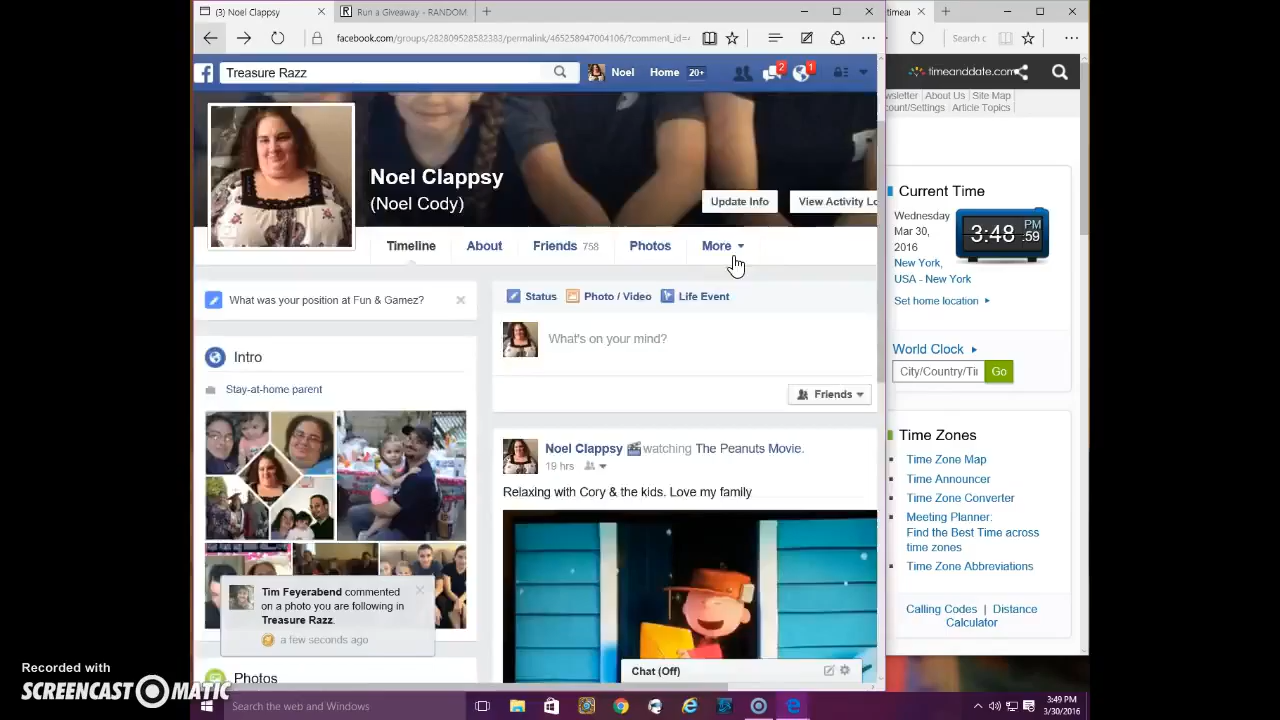 (3) Noel Clappsy
Run a Giveaway - RANDOM.
timeanc
facebook.com/groups/282809528582383/permalink/465258947004106/?comment_id=4
Search c
Treasure Razz
Noel
Home 20+
2
1
timeanddate.com
wsletter | About Us | Site Map
count/Settings | Article Topics
Noel Clappsy
(Noel Cody)
Update Info
View Activity Lo
Timeline
About
Friends 758
Photos
More
What was your position at Fun & Gamez?
Status
Photo / Video
Life Event
What's on your mind?
Friends
Intro
Stay-at-home parent
Noel Clappsy watching The Peanuts Movie.
19 hrs
Relaxing with Cory & the kids. Love my family
Tim Feyerabend commented
on a photo you are following in
Treasure Razz.
a few seconds ago
Photos
Chat (Off)
Current Time
Wednesday
Mar 30,
2016
New York,
USA - New York
3:48 PM .59
Set home location
World Clock
City/Country/Ti
Go
Time Zones
Time Zone Map
Time Announcer
Time Zone Converter
Meeting Planner:
Find the Best Time across
time zones
Time Zone Abbreviations
Calling Codes | Distance
Calculator
Recorded with
SCREENCAST MATIC
Search the web and Windows
3:49 PM
3/30/2016